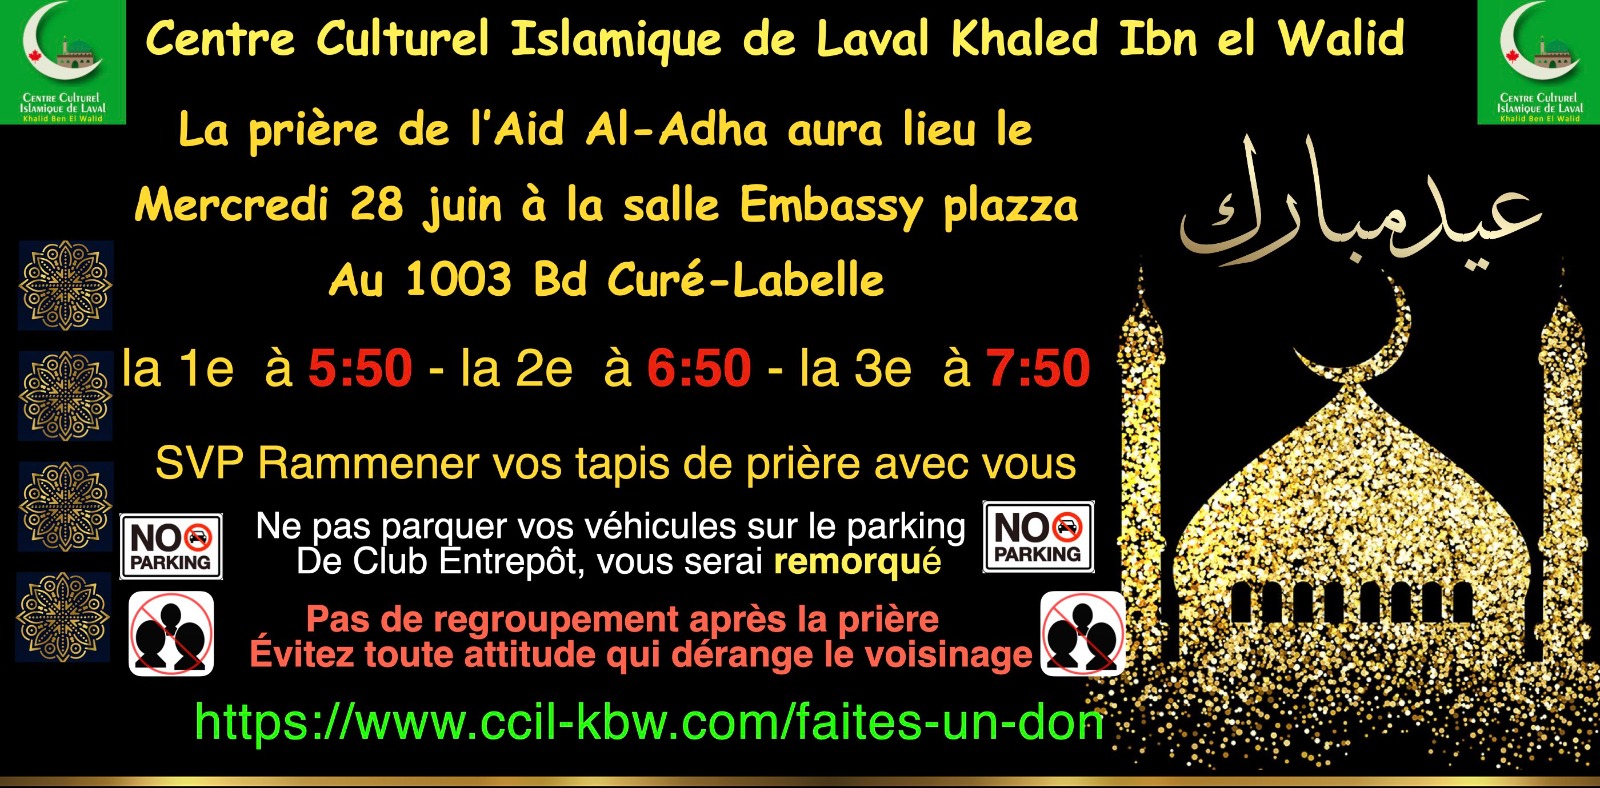 Centre Culturel Islamique de Laval Khaled Ibn el Walid
CENTRE CULTUREL
ISLAMIQUE DE LAVAL
Khalid Ben El Walid
CENTRE CULTUREL
ISLAMIQUE DE LAVAL
Khalid Ben El Walid
La prière de l'Aid Al-Adha aura lieu le
Mercredi 28 juin à la salle Embassy plazza
Au 1003 Bd Curé-Labelle
عيد مبارك
la 1e à 5:50 - la 2e à 6:50 - la 3e à 7:50
SVP Rammener vos tapis de prière avec vous
NO
PARKING
Ne pas parquer vos véhicules sur le parking
De Club Entrepôt, vous serai remorqué
NO
PARKING
Pas de regroupement après la prière
Évitez toute attitude qui dérange le voisinage
https://www.ccil-kbw.com/faites-un-don